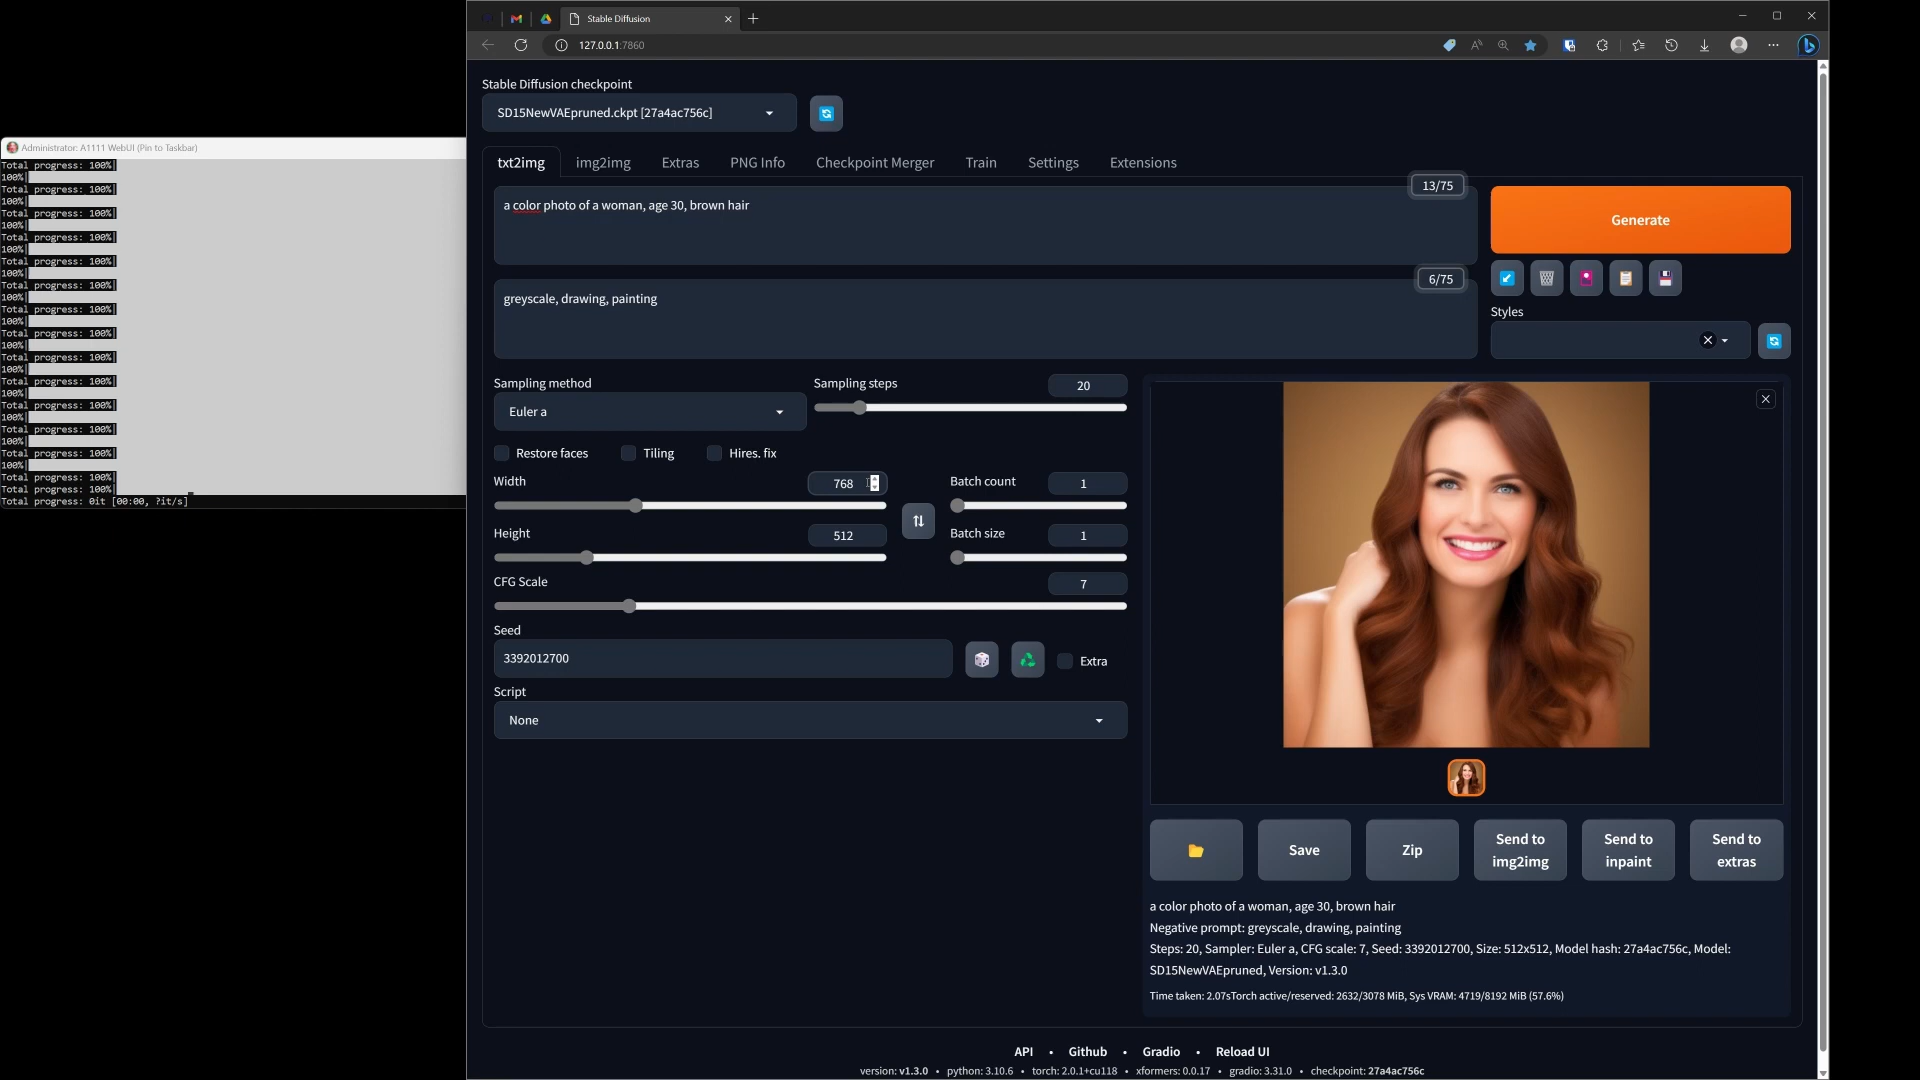 Stable Diffusion
127.0.0.1:7860
Administrator: A1111 WebUI (Pin to Taskbar)
Total progress: 100%|
100%|
Total progress: 100%|
100%|
Total progress: 100%|
100%|
Total progress: 100%|
100%|
Total progress: 100%|
100%|
Total progress: 100%|
100%|
Total progress: 100%|
100%|
Total progress: 100%|
100%|
Total progress: 100%|
100%|
Total progress: 100%|
100%|
Total progress: 100%|
100%|
Total progress: 100%|
100%|
Total progress: 100%|
100%|
Total progress: 100%|
Total progress: 100%|
Total progress: 0it [00:00, ?it/s]
Stable Diffusion checkpoint
SD15NewVAEpruned.ckpt [27a4ac756c]
txt2img img2img Extras PNG Info Checkpoint Merger Train Settings Extensions
13/75
a color photo of a woman, age 30, brown hair
Generate
6/75
greyscale, drawing, painting
Styles
Sampling method
Euler a
Sampling steps
20
Restore faces Tiling Hires. fix
Width
768
Batch count
1
Height
512
Batch size
1
CFG Scale
7
Seed
3392012700
Extra
Script
None
Save
Zip
Send to
img2img
Send to
inpaint
Send to
extras
a color photo of a woman, age 30, brown hair
Negative prompt: greyscale, drawing, painting
Steps: 20, Sampler: Euler a, CFG scale: 7, Seed: 3392012700, Size: 512x512, Model hash: 27a4ac756c, Model:
SD15NewVAEpruned, Version: v1.3.0
Time taken: 2.07sTorch active/reserved: 2632/3078 MiB, Sys VRAM: 4719/8192 MiB (57.6%)
API • Github • Gradio • Reload UI
version: v1.3.0 • python: 3.10.6 • torch: 2.0.1+cu118 • xformers: 0.0.17 • gradio: 3.31.0 • checkpoint: 27a4ac756c